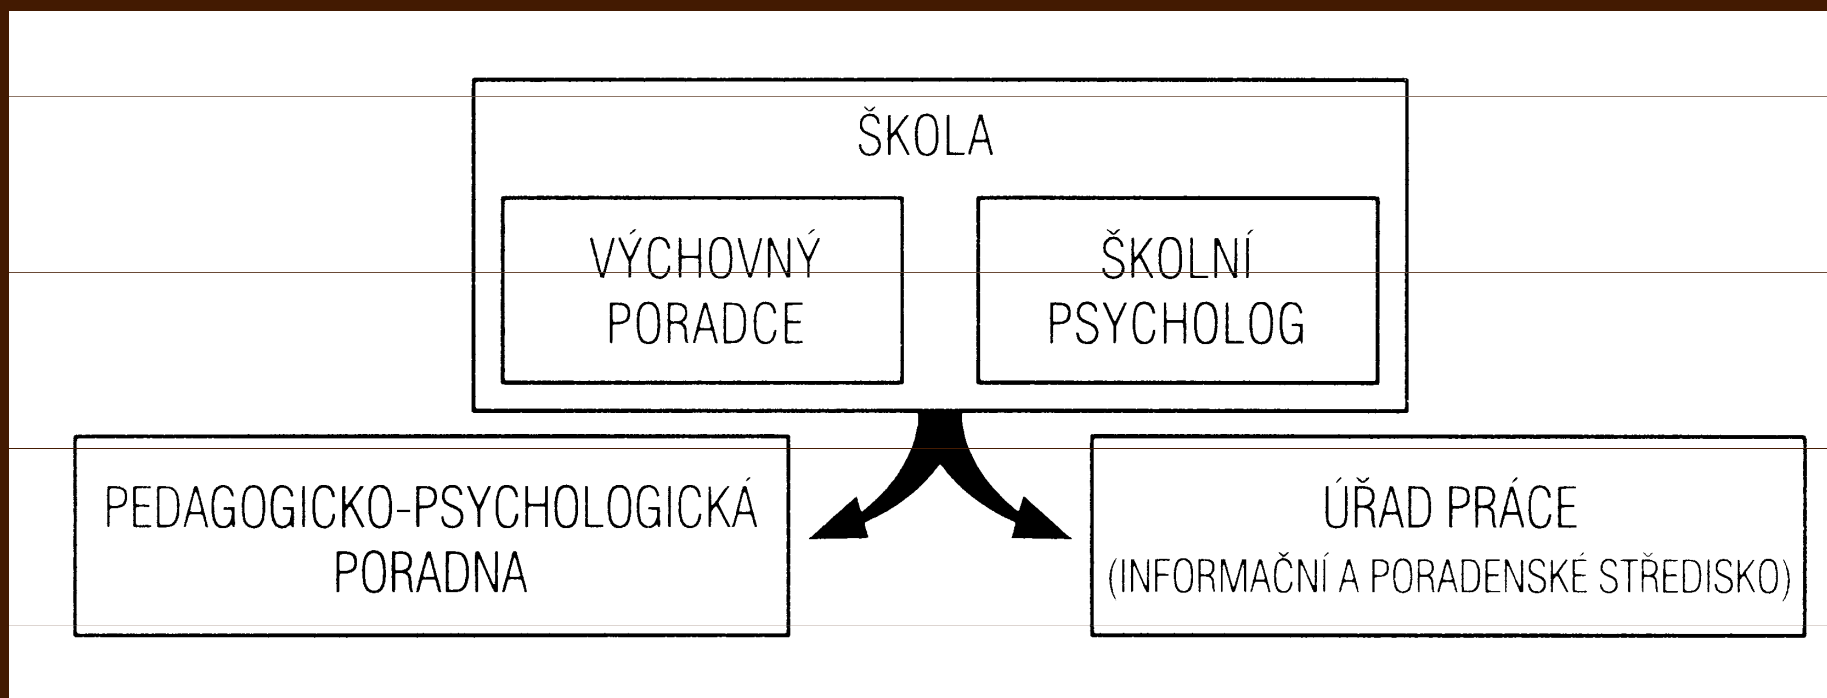 ŠKOLA
VÝCHOVNÝ
PORADCE
ŠKOLNÍ
PSYCHOLOG
PEDAGOGICKO-PSYCHOLOGICKÁ
PORADNA
ÚŘAD PRÁCE
(INFORMAČNÍ A PORADENSKÉ STŘEDISKO)